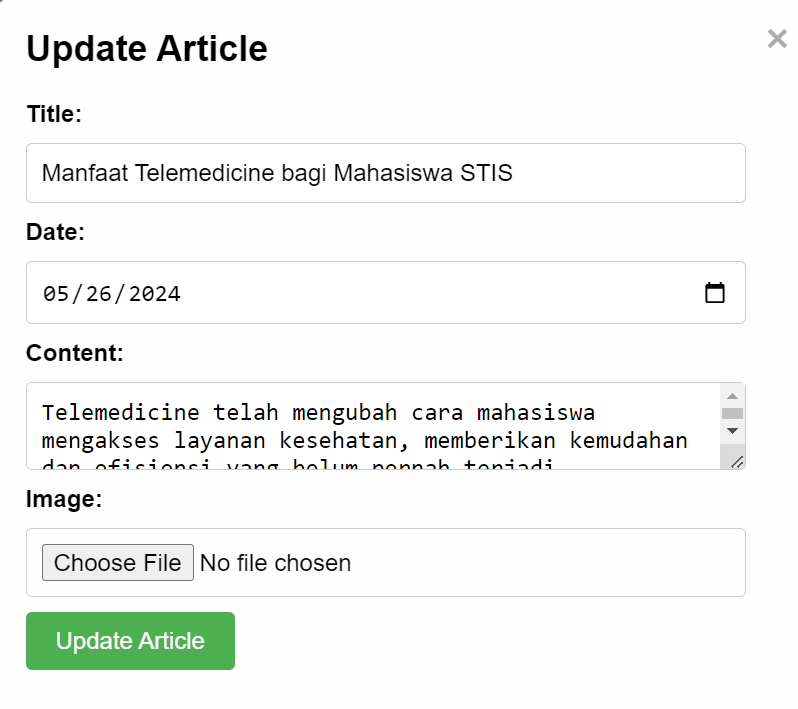 Update Article
×
Title:
Manfaat Telemedicine bagi Mahasiswa STIS
Date:
05/26/2024
Content:
Telemedicine telah mengubah cara mahasiswa
mengakses layanan kesehatan, memberikan kemudahan
dan efisiensi yang belum pernah terjadi
Image:
Choose File No file chosen
Update Article